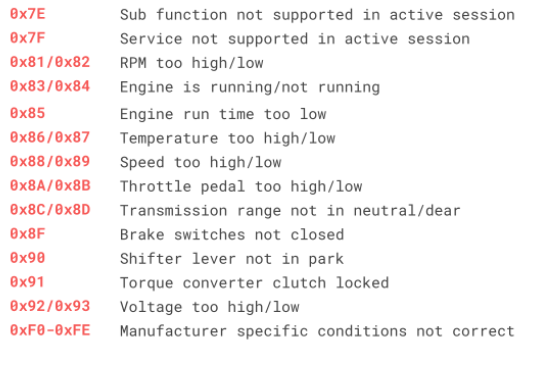 0x7E Sub function not supported in active session
0x7F Service not supported in active session
0x81/0x82 RPM too high/low
0x83/0x84 Engine is running/not running
0x85 Engine run time too low
0x86/0x87 Temperature too high/low
0x88/0x89 Speed too high/low
0x8A/0x8B Throttle pedal too high/low
0x8C/0x8D Transmission range not in neutral/dear
0x8F Brake switches not closed
0x90 Shifter lever not in park
0x91 Torque converter clutch locked
0x92/0x93 Voltage too high/low
0xF0-0xFE Manufacturer specific conditions not correct